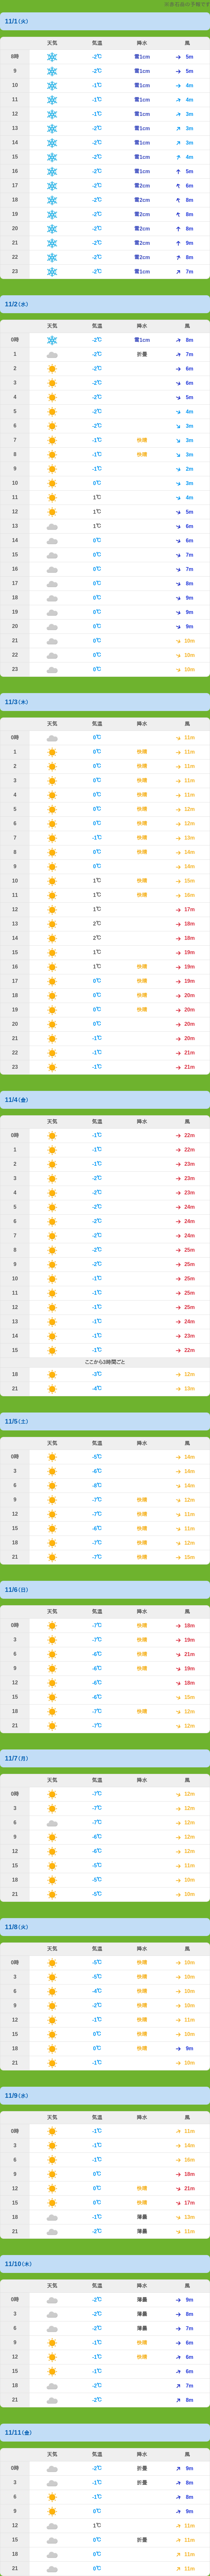 ※表右端の予報です
11/1(火)
天気 気温 降水 風
8時 -2℃ 雪1cm 5m
9 -2℃ 雪1cm 5m
10 -1℃ 雪1cm 4m
11 -1℃ 雪1cm 4m
12 -1℃ 雪1cm 3m
13 -2℃ 雪1cm 3m
14 -2℃ 雪1cm 3m
15 -2℃ 雪1cm 4m
16 -2℃ 雪1cm 5m
17 -2℃ 雪2cm 6m
18 -2℃ 雪2cm 8m
19 -2℃ 雪2cm 8m
20 -2℃ 雪2cm 8m
21 -2℃ 雪2cm 9m
22 -2℃ 雪2cm 8m
23 -2℃ 雪1cm 7m
11/2(水)
天気 気温 降水 風
0時 -2℃ 雪1cm 8m
1 -2℃ 折曇 7m
2 -2℃ 6m
3 -2℃ 6m
4 -2℃ 5m
5 -2℃ 4m
6 -2℃ 3m
7 -1℃ 快晴 3m
8 -1℃ 快晴 3m
9 -1℃ 2m
10 0℃ 3m
11 1℃ 4m
12 1℃ 5m
13 1℃ 6m
14 0℃ 6m
15 0℃ 7m
16 0℃ 7m
17 0℃ 8m
18 0℃ 9m
19 0℃ 9m
20 0℃ 9m
21 0℃ 10m
22 0℃ 10m
23 0℃ 10m
11/3(木)
天気 気温 降水 風
0時 0℃ 11m
1 0℃ 快晴 11m
2 0℃ 快晴 11m
3 0℃ 快晴 11m
4 0℃ 快晴 11m
5 0℃ 快晴 12m
6 0℃ 快晴 12m
7 -1℃ 快晴 13m
8 0℃ 快晴 14m
9 0℃ 14m
10 1℃ 快晴 15m
11 1℃ 快晴 16m
12 1℃ 17m
13 2℃ 18m
14 2℃ 18m
15 1℃ 19m
16 1℃ 快晴 19m
17 0℃ 快晴 19m
18 0℃ 快晴 20m
19 0℃ 快晴 20m
20 0℃ 20m
21 -1℃ 20m
22 -1℃ 21m
23 -1℃ 21m
11/4(金)
天気 気温 降水 風
0時 -1℃ 22m
1 -1℃ 22m
2 -1℃ 23m
3 -2℃ 23m
4 -2℃ 23m
5 -2℃ 24m
6 -2℃ 24m
7 -2℃ 24m
8 -2℃ 25m
9 -2℃ 25m
10 -1℃ 25m
11 -1℃ 25m
12 -1℃ 25m
13 -1℃ 24m
14 -1℃ 23m
15 -1℃ 22m
ここから3時間ごと
18 -3℃ 12m
21 -4℃ 13m
11/5(土)
天気 気温 降水 風
0時 -5℃ 14m
3 -6℃ 14m
6 -8℃ 14m
9 -7℃ 快晴 12m
12 -7℃ 快晴 11m
15 -6℃ 快晴 11m
18 -7℃ 快晴 12m
21 -7℃ 快晴 15m
11/6(日)
天気 気温 降水 風
0時 -7℃ 快晴 18m
3 -7℃ 快晴 19m
6 -6℃ 快晴 21m
9 -6℃ 快晴 19m
12 -6℃ 18m
15 -6℃ 15m
18 -7℃ 快晴 12m
21 -7℃ 12m
11/7(月)
天気 気温 降水 風
0時 -7℃ 12m
3 -7℃ 12m
6 -7℃ 12m
9 -6℃ 12m
12 -6℃ 12m
15 -5℃ 11m
18 -5℃ 10m
21 -5℃ 10m
11/8(火)
天気 気温 降水 風
0時 -5℃ 快晴 10m
3 -5℃ 快晴 10m
6 -4℃ 快晴 10m
9 -2℃ 快晴 10m
12 -1℃ 快晴 11m
15 0℃ 快晴 10m
18 0℃ 快晴 9m
21 -1℃ 快晴 10m
11/9(水)
天気 気温 降水 風
0時 -1℃ 11m
3 -1℃ 14m
6 -1℃ 16m
9 0℃ 18m
12 0℃ 快晴 21m
15 0℃ 快晴 17m
18 -1℃ 薄曇 13m
21 -2℃ 薄曇 11m
11/10(木)
天気 気温 降水 風
0時 -2℃ 薄曇 9m
3 -2℃ 薄曇 8m
6 -2℃ 薄曇 7m
9 -1℃ 快晴 6m
12 -1℃ 快晴 6m
15 -1℃ 6m
18 -2℃ 7m
21 -2℃ 8m
11/11(金)
天気 気温 降水 風
0時 -2℃ 折曇 9m
3 -1℃ 折曇 8m
6 -1℃ 8m
9 0℃ 9m
12 1℃ 11m
15 0℃ 折曇 11m
18 0℃ 11m
21 0℃ 11m